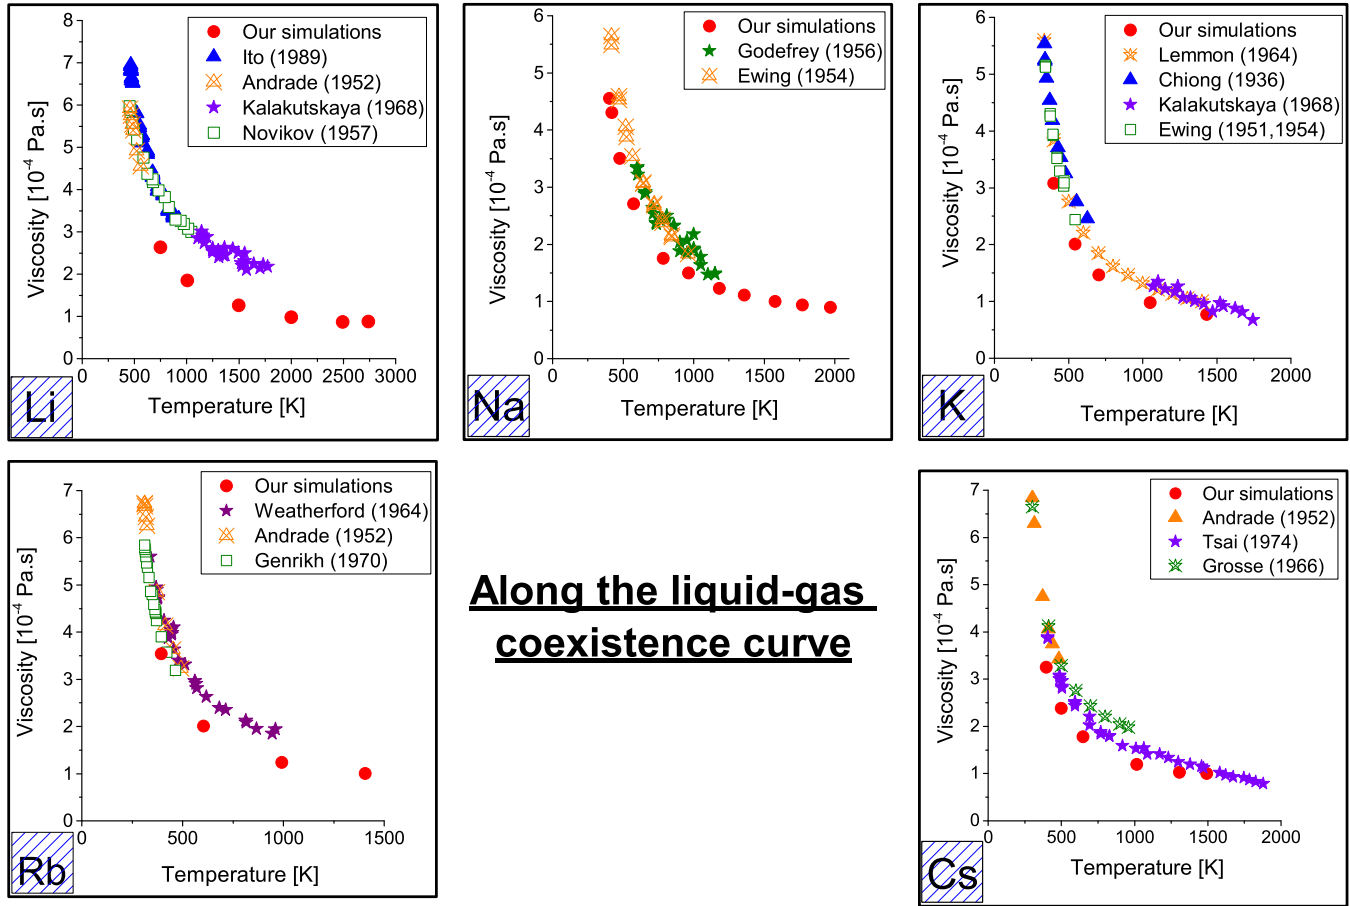 Our simulations
Ito (1989)
Andrade (1952)
Kalakutskaya (1968)
Novikov (1957)
8
7
6
5
4
3
2
1
0
Viscosity [10⁻⁴ Pa.s]
0 500 1000 1500 2000 2500 3000
Temperature [K]
Li
Our simulations
Godefrey (1956)
Ewing (1954)
6
5
4
3
2
1
0
Viscosity [10⁻⁴ Pa.s]
0 500 1000 1500 2000
Temperature [K]
Na
Our simulations
Lemmon (1964)
Chiong (1936)
Kalakutskaya (1968)
Ewing (1951,1954)
6
5
4
3
2
1
0
Viscosity [10⁻⁴ Pa.s]
0 500 1000 1500 2000
Temperature [K]
K
Our simulations
Weatherford (1964)
Andrade (1952)
Genrikh (1970)
7
6
5
4
3
2
1
0
Viscosity [10⁻⁴ Pa.s]
0 500 1000 1500
Temperature [K]
Rb
Along the liquid-gas
coexistence curve
Our simulations
Andrade (1952)
Tsai (1974)
Grosse (1966)
7
6
5
4
3
2
1
0
Viscosity [10⁻⁴ Pa.s]
0 500 1000 1500 2000
Temperature [K]
Cs